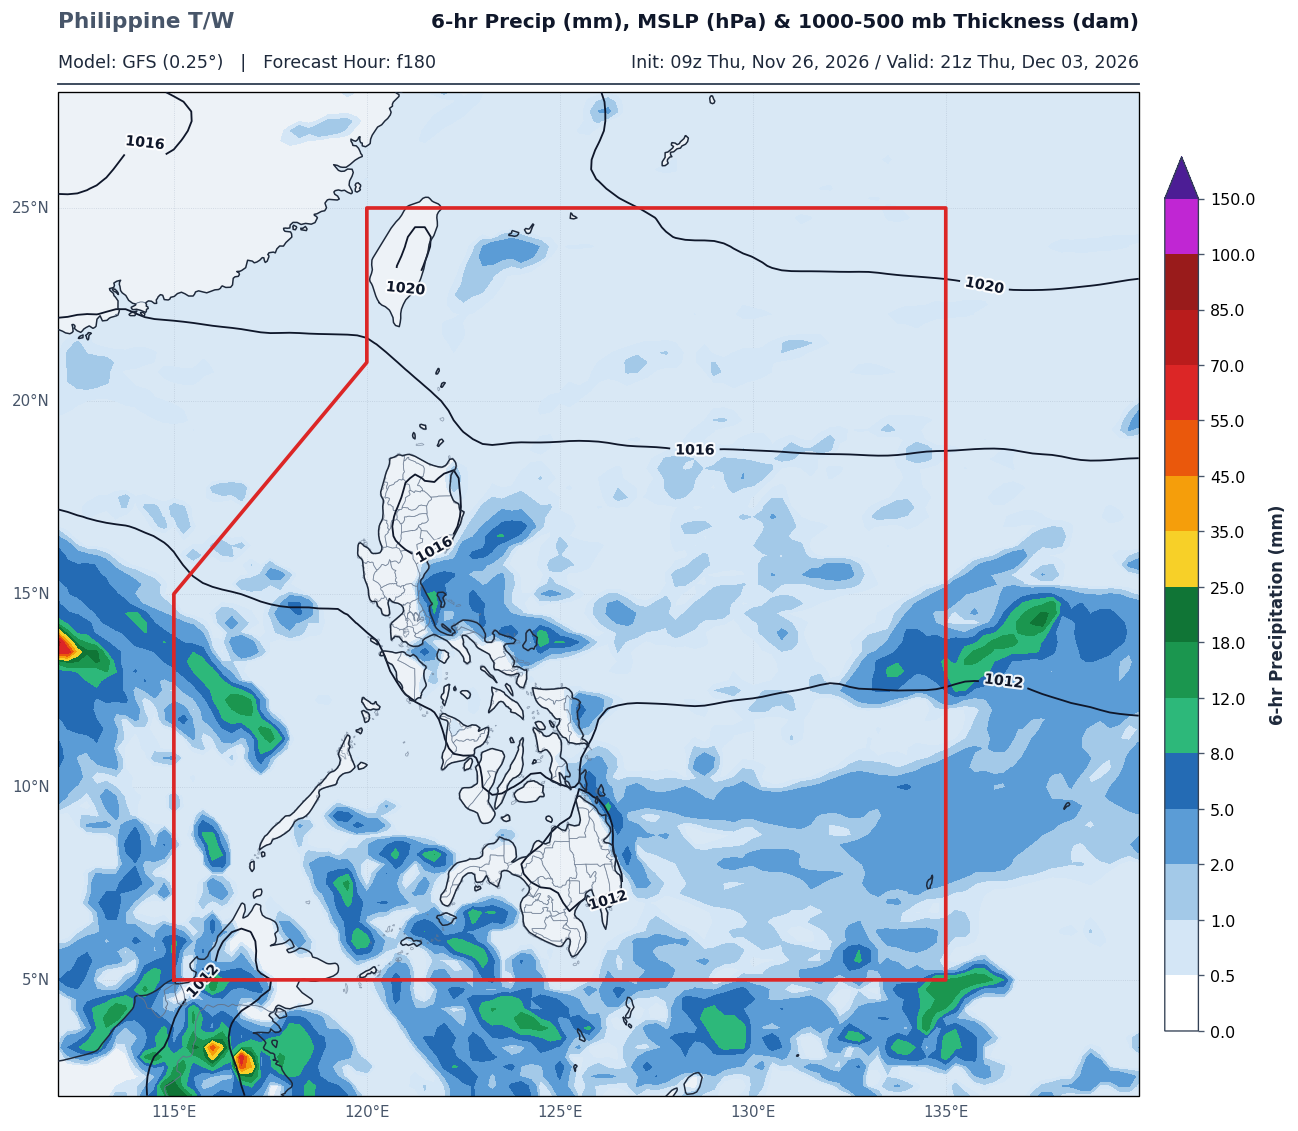 Philippine T/W
6-hr Precip (mm), MSLP (hPa) & 1000-500 mb Thickness (dam)
Model: GFS (0.25°) | Forecast Hour: f180
Init: 09z Thu, Nov 26, 2026 / Valid: 21z Thu, Dec 03, 2026
1016
25°N
1020
1020
20°N
1016
1016
15°N
1012
10°N
1012
5°N
1012
115°E
120°E
125°E
130°E
135°E
150.0
100.0
85.0
70.0
55.0
45.0
35.0
25.0
18.0
12.0
8.0
5.0
2.0
1.0
0.5
0.0
6-hr Precipitation (mm)